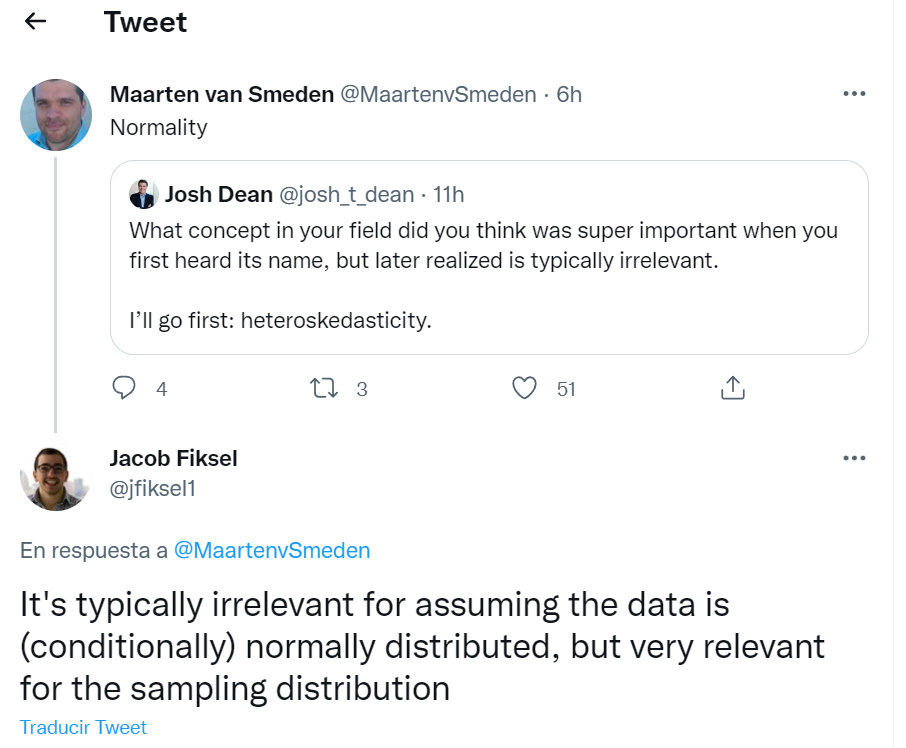 Tweet
Maarten van Smeden @MaartenvSmeden · 6h
Normality
Josh Dean @josh_t_dean · 11h
What concept in your field did you think was super important when you
first heard its name, but later realized is typically irrelevant.
I’ll go first: heteroskedasticity.
4 3 51
Jacob Fiksel
@jfiksel1
En respuesta a @MaartenvSmeden
It's typically irrelevant for assuming the data is
(conditionally) normally distributed, but very relevant
for the sampling distribution
Traducir Tweet